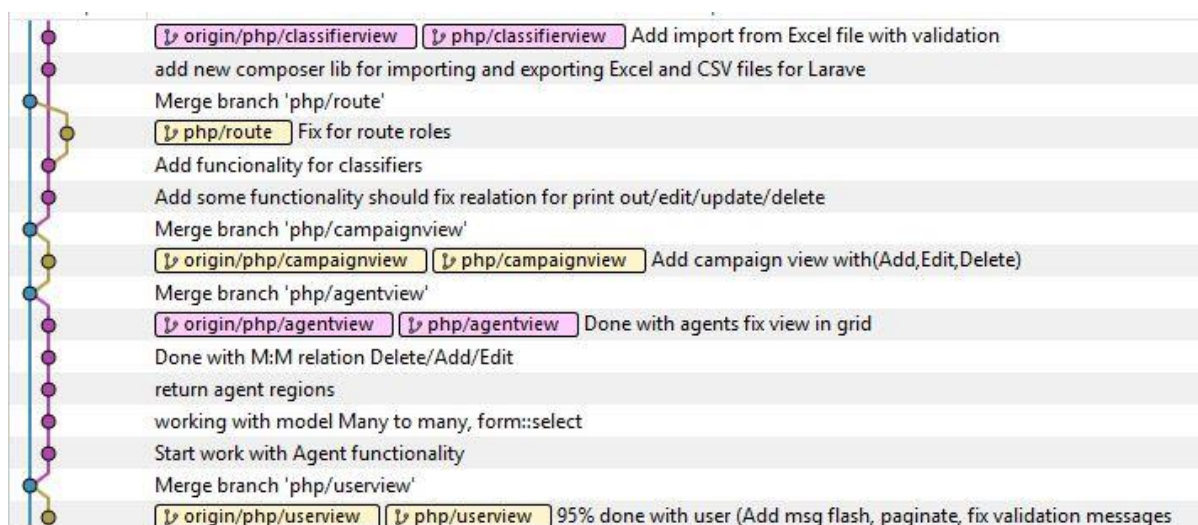 origin/php/classifierview php/classifierview Add import from Excel file with validation
add new composer lib for importing and exporting Excel and CSV files for Larave
Merge branch 'php/route'
php/route Fix for route roles
Add funcionality for classifiers
Add some functionality should fix realation for print out/edit/update/delete
Merge branch 'php/campaignview'
origin/php/campaignview php/campaignview Add campaign view with(Add,Edit,Delete)
Merge branch 'php/agentview'
origin/php/agentview php/agentview Done with agents fix view in grid
Done with M:M relation Delete/Add/Edit
return agent regions
working with model Many to many, form::select
Start work with Agent functionality
Merge branch 'php/userview'
origin/php/userview php/userview 95% done with user (Add msg flash, paginate, fix validation messages